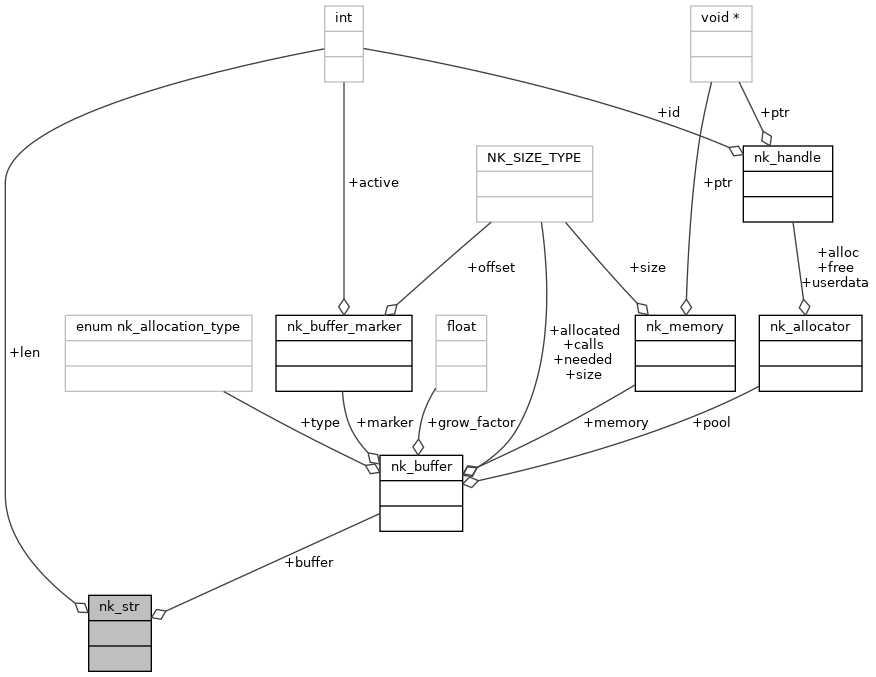 int
void *
+id
+ptr
NK_SIZE_TYPE
nk_handle
+active
+ptr
+alloc
+free
+userdata
+offset
+size
enum nk_allocation_type
nk_buffer_marker
float
nk_memory
nk_allocator
+allocated
+calls
+needed
+size
+len
+type
+marker
+grow_factor
+memory
+pool
nk_buffer
+buffer
nk_str